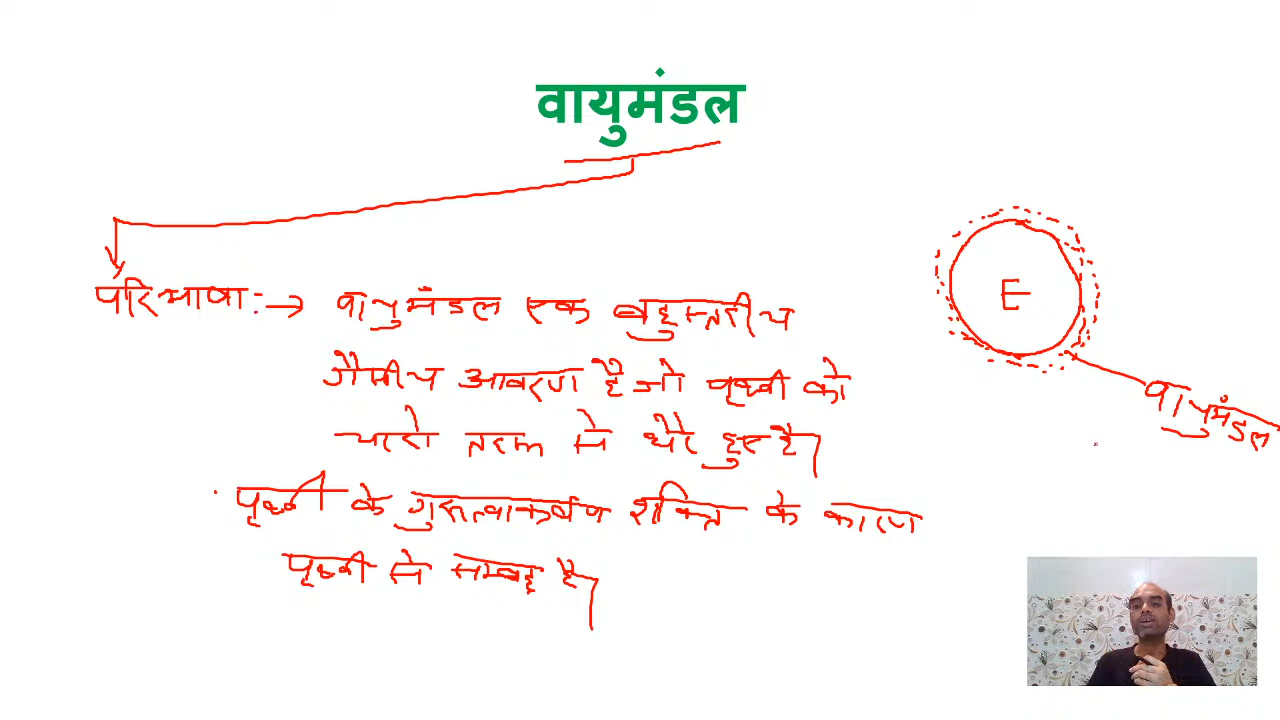 वायुमंडल
परिभाषा :→ वायुमंडल एक बहुस्तरीय
गैसीय आवरण है जो पृथ्वी को
चारो तरफ से घेरे हुए है।
पृथ्वी के गुरुत्वाकर्षण शक्ति के कारण
पृथ्वी से सम्बद्ध है।
E
वायुमंडल